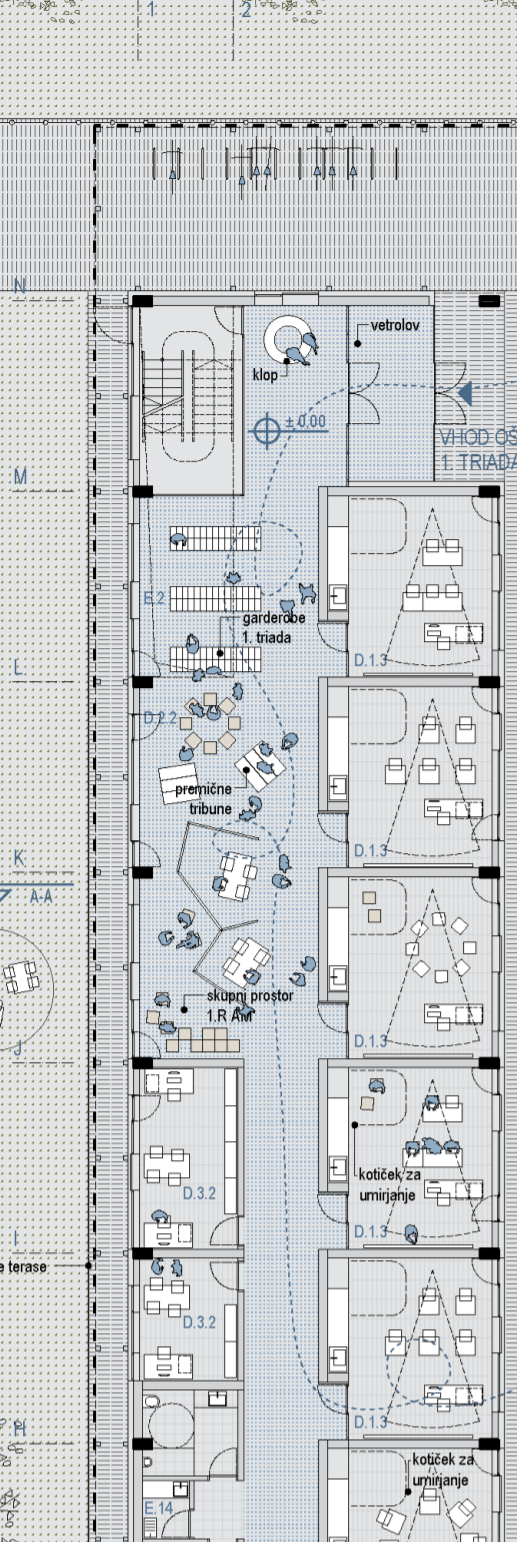 1
2
N
vetrolov
klop
± 0,00
VHOD OŠ
1. TRIADA
M
E.2
garderobe
1. triada
D.1.3
L
D.2.2
premične
tribune
D.1.3
K
A-A
skupni prostor
1.R AM
D.1.3
J
kotiček za
umirjanje
D.3.2
D.1.3
I
e terase
D.3.2
D.1.3
H
kotiček za
umirjanje
E.14